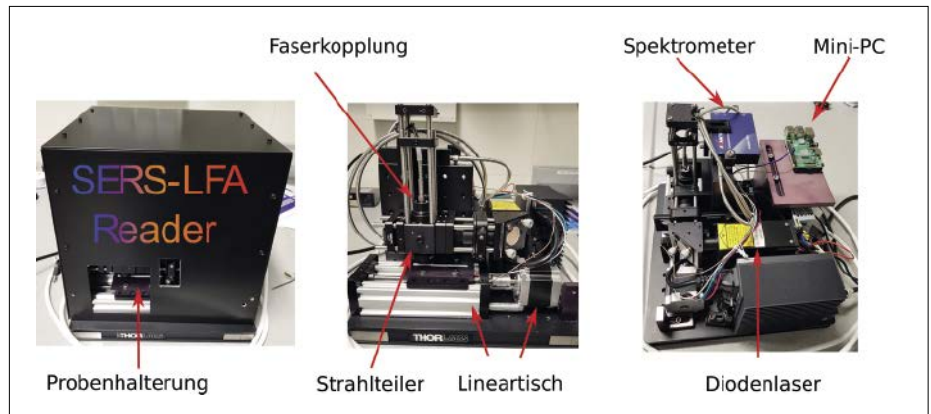 Faserkopplung
Spektrometer
Mini-PC
SERS-LFA
Reader
THORLABS
THORLABS
Probenhalterung
Strahlteiler
Lineartisch
Diodenlaser